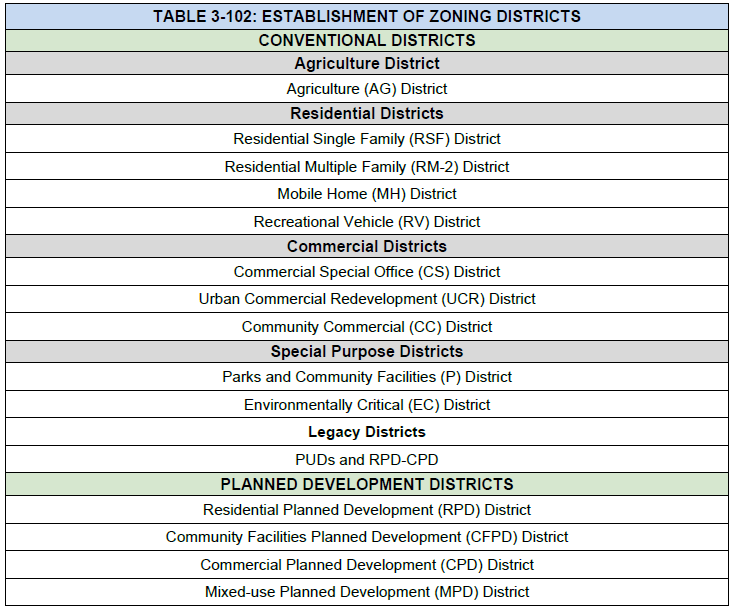 TABLE 3-102: ESTABLISHMENT OF ZONING DISTRICTS
CONVENTIONAL DISTRICTS
Agriculture District
Agriculture (AG) District
Residential Districts
Residential Single Family (RSF) District
Residential Multiple Family (RM-2) District
Mobile Home (MH) District
Recreational Vehicle (RV) District
Commercial Districts
Commercial Special Office (CS) District
Urban Commercial Redevelopment (UCR) District
Community Commercial (CC) District
Special Purpose Districts
Parks and Community Facilities (P) District
Environmentally Critical (EC) District
Legacy Districts
PUDs and RPD-CPD
PLANNED DEVELOPMENT DISTRICTS
Residential Planned Development (RPD) District
Community Facilities Planned Development (CFPD) District
Commercial Planned Development (CPD) District
Mixed-use Planned Development (MPD) District